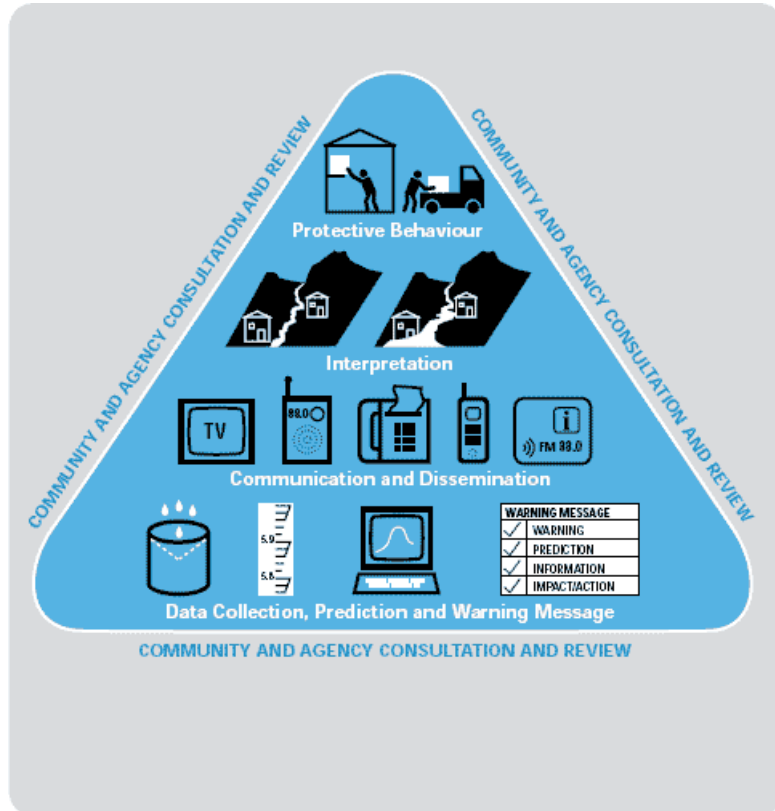 COMMUNITY AND AGENCY CONSULTATION AND REVIEW
COMMUNITY AND AGENCY CONSULTATION AND REVIEW
Protective Behaviour
Interpretation
TV
88.0
i
FM 88.0
Communication and Dissemination
5.9
5.8
WARNING MESSAGE
✓ WARNING
✓ PREDICTION
✓ INFORMATION
✓ IMPACT/ACTION
Data Collection, Prediction and Warning Message
COMMUNITY AND AGENCY CONSULTATION AND REVIEW